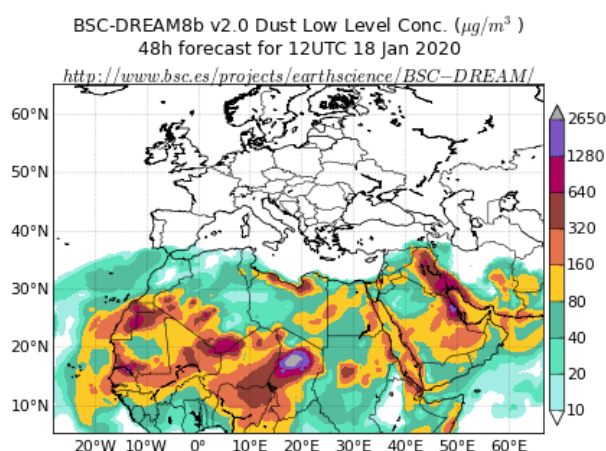 BSC-DREAM8b v2.0 Dust Low Level Conc. (μg/m³ )
48h forecast for 12UTC 18 Jan 2020
http://www.bsc.es/projects/earthscience/BSC−DREAM/
60°N
50°N
40°N
30°N
20°N
10°N
20°W 10°W 0° 10°E 20°E 30°E 40°E 50°E 60°E
2650
1280
640
320
160
80
40
20
10